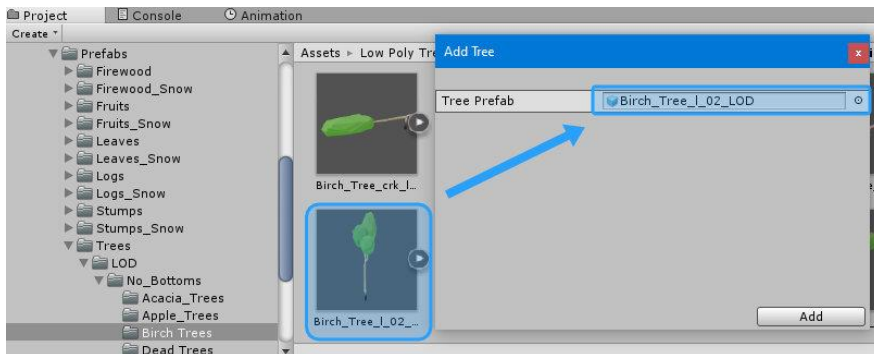 Project Console Animation
Create
Prefabs
Firewood
Firewood_Snow
Fruits
Fruits_Snow
Leaves
Leaves_Snow
Logs
Logs_Snow
Stumps
Stumps_Snow
Trees
LOD
No_Bottoms
Acacia_Trees
Apple_Trees
Birch Trees
Dead Trees
Assets ▸ Low Poly Tre
Birch_Tree_crk_l...
Birch_Tree_l_02_...
Add Tree x
Tree Prefab Birch_Tree_l_02_LOD
Add